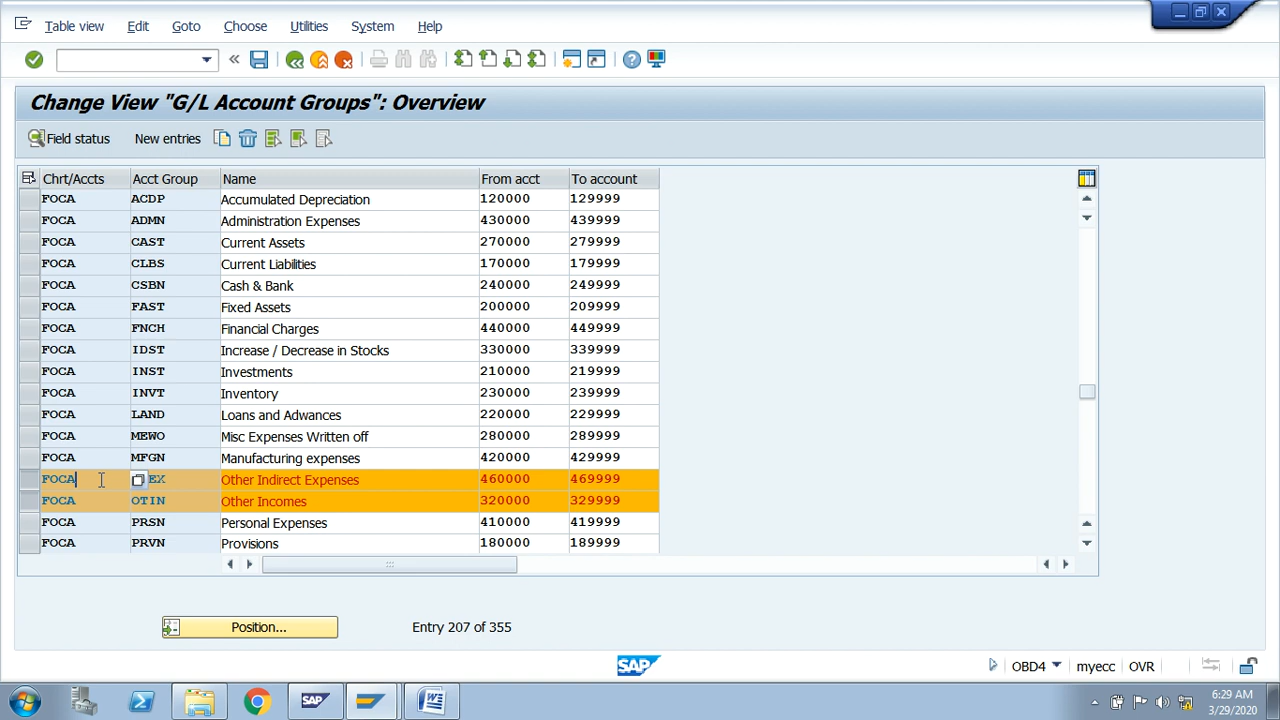 Table view Edit Goto Choose Utilities System Help
Change View "G/L Account Groups": Overview
Field status New entries
Chrt/Accts Acct Group Name From acct To account
FOCA ACDP Accumulated Depreciation 120000 129999
FOCA ADMN Administration Expenses 430000 439999
FOCA CAST Current Assets 270000 279999
FOCA CLBS Current Liabilities 170000 179999
FOCA CSBN Cash & Bank 240000 249999
FOCA FAST Fixed Assets 200000 209999
FOCA FNCH Financial Charges 440000 449999
FOCA IDST Increase / Decrease in Stocks 330000 339999
FOCA INST Investments 210000 219999
FOCA INVT Inventory 230000 239999
FOCA LAND Loans and Adwances 220000 229999
FOCA MEWO Misc Expenses Written off 280000 289999
FOCA MFGN Manufacturing expenses 420000 429999
FOCA EX Other Indirect Expenses 460000 469999
FOCA OTIN Other Incomes 320000 329999
FOCA PRSN Personal Expenses 410000 419999
FOCA PRVN Provisions 180000 189999
Position... Entry 207 of 355
SAP OBD4 myecc OVR
SAP
6:29 AM
3/29/2020